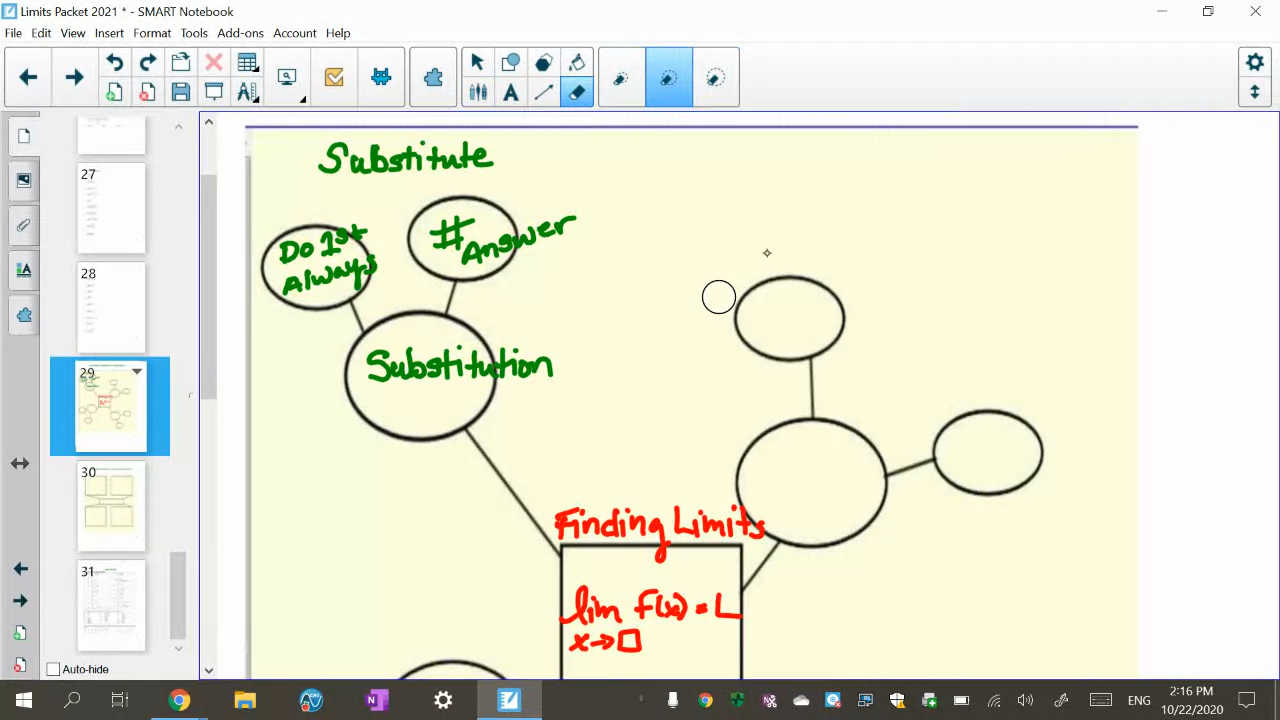 Limits Packet 2021 * - SMART Notebook
File Edit View Insert Format Tools Add-ons Account Help
27
28
29
30
31
Auto-hide
Substitute
Do 1st
Always
# Answer
Substitution
Finding Limits
lim f(x) = L
x→□
ENG
2:16 PM
10/22/2020